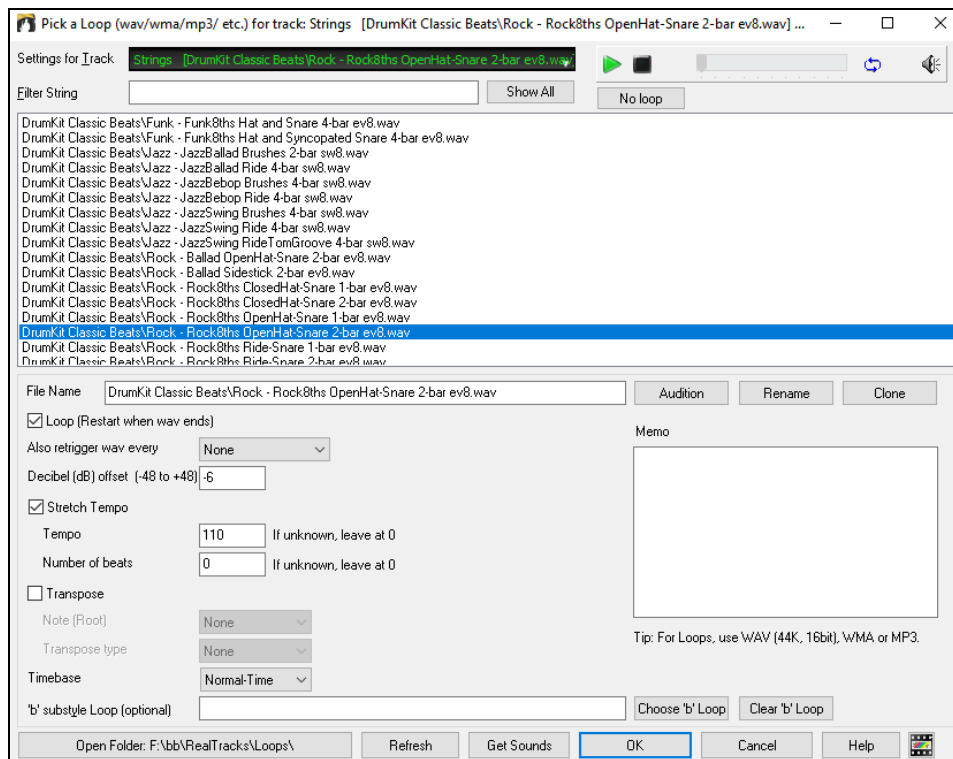 Pick a Loop (wav/wma/mp3/ etc.) for track: Strings   [DrumKit Classic Beats\Rock - Rock8ths OpenHat-Snare 2-bar ev8.wav] ...
Settings for Track
Strings   [DrumKit Classic Beats\Rock - Rock8ths OpenHat-Snare 2-bar ev8.wav
Filter String
Show All
No loop
DrumKit Classic Beats\Funk - Funk8ths Hat and Snare 4-bar ev8.wav
DrumKit Classic Beats\Funk - Funk8ths Hat and Syncopated Snare 4-bar ev8.wav
DrumKit Classic Beats\Jazz - JazzBallad Brushes 2-bar sw8.wav
DrumKit Classic Beats\Jazz - JazzBallad Ride 4-bar sw8.wav
DrumKit Classic Beats\Jazz - JazzBebop Brushes 4-bar sw8.wav
DrumKit Classic Beats\Jazz - JazzBebop Ride 4-bar sw8.wav
DrumKit Classic Beats\Jazz - JazzSwing Brushes 4-bar sw8.wav
DrumKit Classic Beats\Jazz - JazzSwing Ride 4-bar sw8.wav
DrumKit Classic Beats\Jazz - JazzSwing RideTomGroove 4-bar sw8.wav
DrumKit Classic Beats\Rock - Ballad OpenHat-Snare 2-bar ev8.wav
DrumKit Classic Beats\Rock - Ballad Sidestick 2-bar ev8.wav
DrumKit Classic Beats\Rock - Rock8ths ClosedHat-Snare 1-bar ev8.wav
DrumKit Classic Beats\Rock - Rock8ths ClosedHat-Snare 2-bar ev8.wav
DrumKit Classic Beats\Rock - Rock8ths OpenHat-Snare 1-bar ev8.wav
DrumKit Classic Beats\Rock - Rock8ths OpenHat-Snare 2-bar ev8.wav
DrumKit Classic Beats\Rock - Rock8ths Ride-Snare 1-bar ev8.wav
DrumKit Classic Beats\Rock - Rock8ths Ride-Snare 2-bar ev8.wav
File Name
DrumKit Classic Beats\Rock - Rock8ths OpenHat-Snare 2-bar ev8.wav
Audition
Rename
Clone
Loop (Restart when wav ends)
Memo
Also retrigger wav every
None
Decibel (dB) offset  (-48 to +48)
-6
Stretch Tempo
Tempo
110
If unknown, leave at 0
Number of beats
0
If unknown, leave at 0
Transpose
Note (Root)
None
Transpose type
None
Tip: For Loops, use WAV (44K, 16bit), WMA or MP3.
Timebase
Normal-Time
'b' substyle Loop (optional)
Choose 'b' Loop
Clear 'b' Loop
Open Folder: F:\bb\RealTracks\Loops\
Refresh
Get Sounds
OK
Cancel
Help